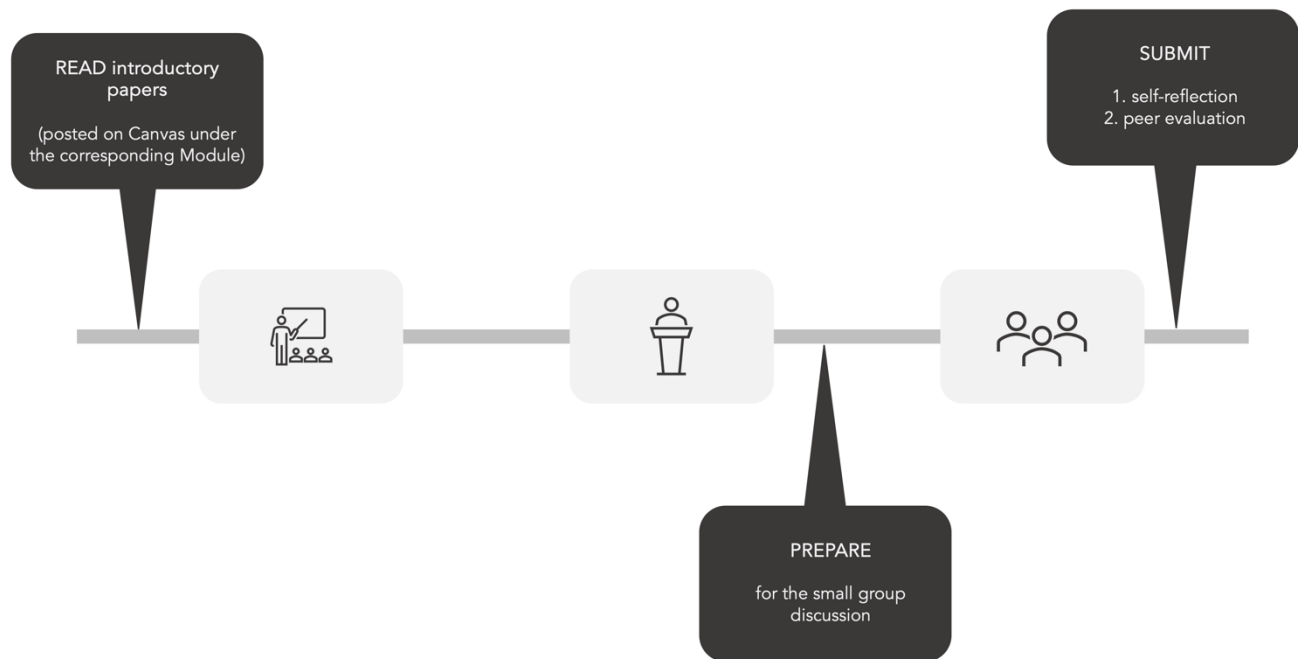 READ introductory
papers
(posted on Canvas under
the corresponding Module)
SUBMIT
1. self-reflection
2. peer evaluation
PREPARE
for the small group
discussion